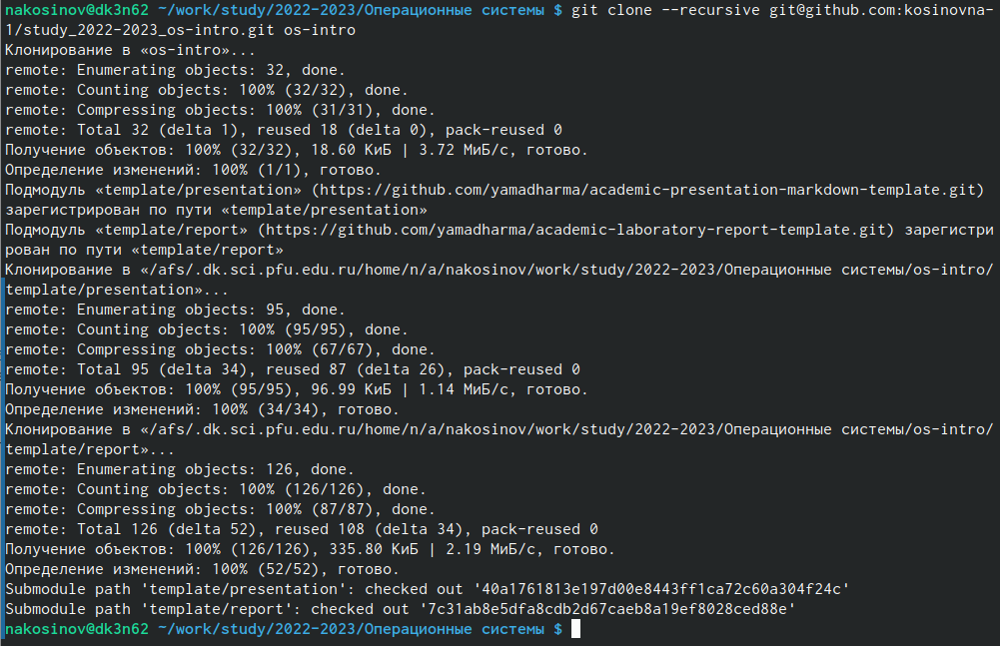 nakosinov@dk3n62 ~/work/study/2022-2023/Операционные системы $ git clone --recursive git@github.com:kosinovna-
1/study_2022-2023_os-intro.git os-intro
Клонирование в «os-intro»...
remote: Enumerating objects: 32, done.
remote: Counting objects: 100% (32/32), done.
remote: Compressing objects: 100% (31/31), done.
remote: Total 32 (delta 1), reused 18 (delta 0), pack-reused 0
Получение объектов: 100% (32/32), 18.60 КиБ | 3.72 МиБ/с, готово.
Определение изменений: 100% (1/1), готово.
Подмодуль «template/presentation» (https://github.com/yamadharma/academic-presentation-markdown-template.git)
зарегистрирован по пути «template/presentation»
Подмодуль «template/report» (https://github.com/yamadharma/academic-laboratory-report-template.git) зарегистри
рован по пути «template/report»
Клонирование в «/afs/.dk.sci.pfu.edu.ru/home/n/a/nakosinov/work/study/2022-2023/Операционные системы/os-intro/
template/presentation»...
remote: Enumerating objects: 95, done.
remote: Counting objects: 100% (95/95), done.
remote: Compressing objects: 100% (67/67), done.
remote: Total 95 (delta 34), reused 87 (delta 26), pack-reused 0
Получение объектов: 100% (95/95), 96.99 КиБ | 1.14 МиБ/с, готово.
Определение изменений: 100% (34/34), готово.
Клонирование в «/afs/.dk.sci.pfu.edu.ru/home/n/a/nakosinov/work/study/2022-2023/Операционные системы/os-intro/
template/report»...
remote: Enumerating objects: 126, done.
remote: Counting objects: 100% (126/126), done.
remote: Compressing objects: 100% (87/87), done.
remote: Total 126 (delta 52), reused 108 (delta 34), pack-reused 0
Получение объектов: 100% (126/126), 335.80 КиБ | 2.19 МиБ/с, готово.
Определение изменений: 100% (52/52), готово.
Submodule path 'template/presentation': checked out '40a1761813e197d00e8443ff1ca72c60a304f24c'
Submodule path 'template/report': checked out '7c31ab8e5dfa8cdb2d67caeb8a19ef8028ced88e'
nakosinov@dk3n62 ~/work/study/2022-2023/Операционные системы $